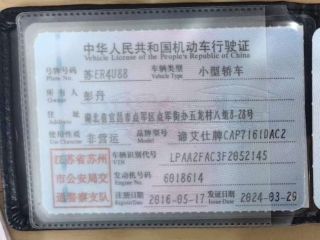 中华人民共和国机动车行驶证
Vehicle License of the People's Republic of China
号牌号码 苏ER4U88 车辆类型 小型轿车
Plate No. Vehicle Type
所有人 邰丹
Owner
住址 湖北省宜昌市点军区点军街办五龙村八组8-28号
Address
使用性质 非营运 品牌型号 谛艾仕牌CAP7161DAC2
Use Character Model
江苏省苏州
市公安局交
通警察支队
车辆识别代号 LPAA2FAC3F2052145
VIN
发动机号码 6018614
Engine No.
注册日期 2016-05-17 发证日期 2024-03-29
Register Date Issue Date